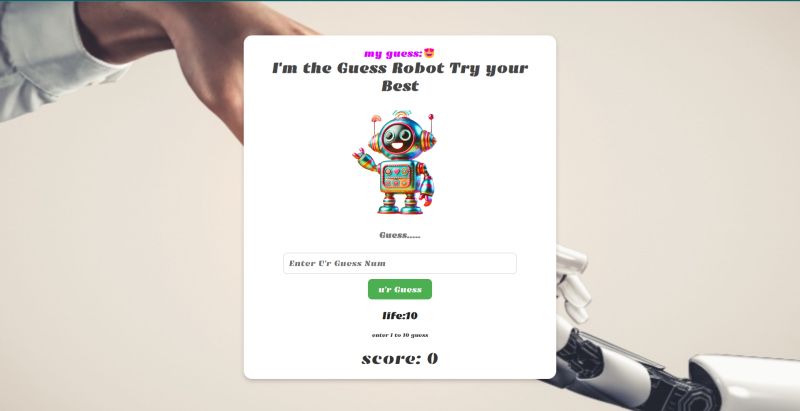 my guess:😍
I'm the Guess Robot Try your
Best
Guess.....
Enter U'r Guess Num
u'r Guess
life:10
enter 1 to 10 guess
score: 0